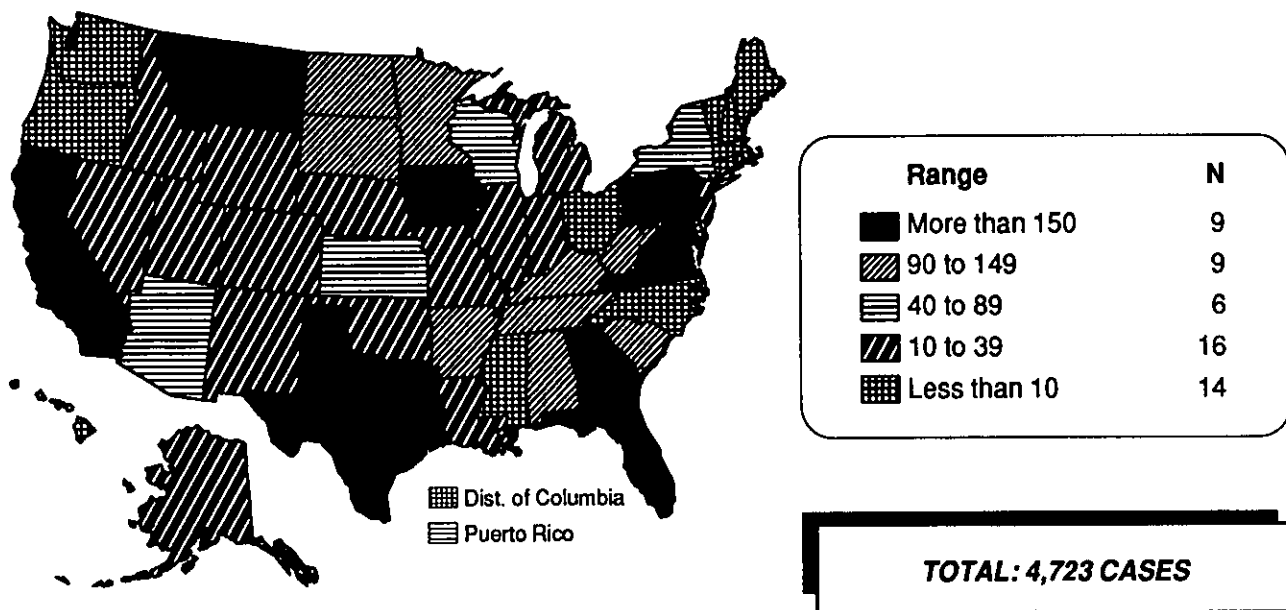 Dist. of Columbia
Puerto Rico
Range N
More than 150 9
90 to 149 9
40 to 89 6
10 to 39 16
Less than 10 14
TOTAL: 4,723 CASES